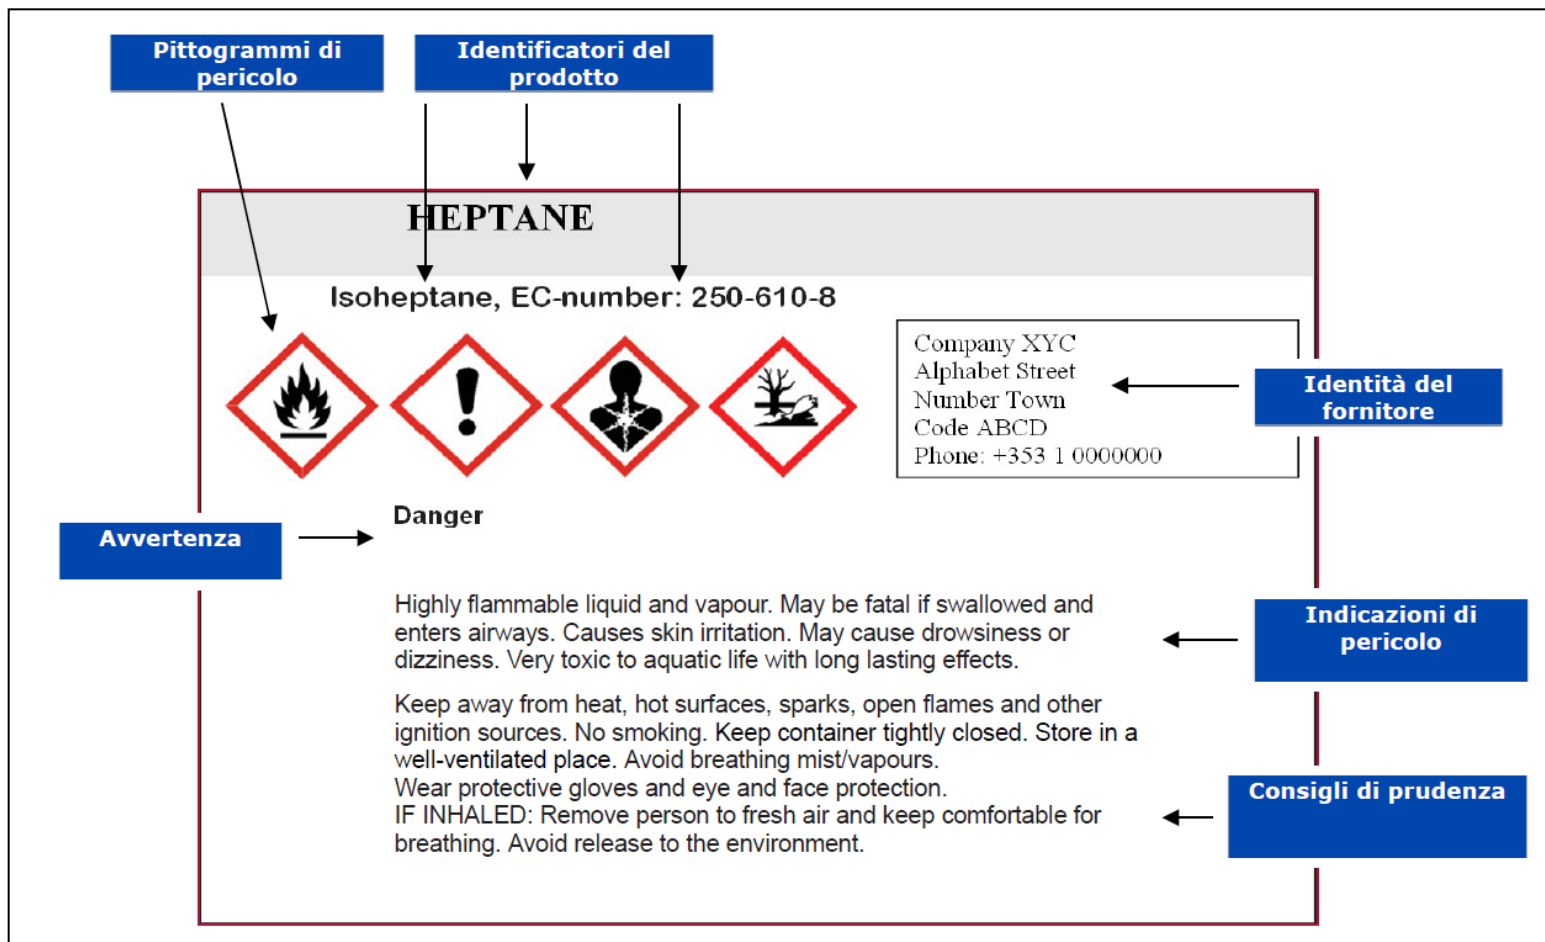 Pittogrammi di
pericolo
Identificatori del
prodotto
HEPTANE
Isoheptane, EC-number: 250-610-8
Company XYC
Alphabet Street
Number Town
Code ABCD
Phone: +353 1 0000000
Identità del
fornitore
Avvertenza
Danger
Highly flammable liquid and vapour. May be fatal if swallowed and
enters airways. Causes skin irritation. May cause drowsiness or
dizziness. Very toxic to aquatic life with long lasting effects.
Indicazioni di
pericolo
Keep away from heat, hot surfaces, sparks, open flames and other
ignition sources. No smoking. Keep container tightly closed. Store in a
well-ventilated place. Avoid breathing mist/vapours.
Wear protective gloves and eye and face protection.
IF INHALED: Remove person to fresh air and keep comfortable for
breathing. Avoid release to the environment.
Consigli di prudenza